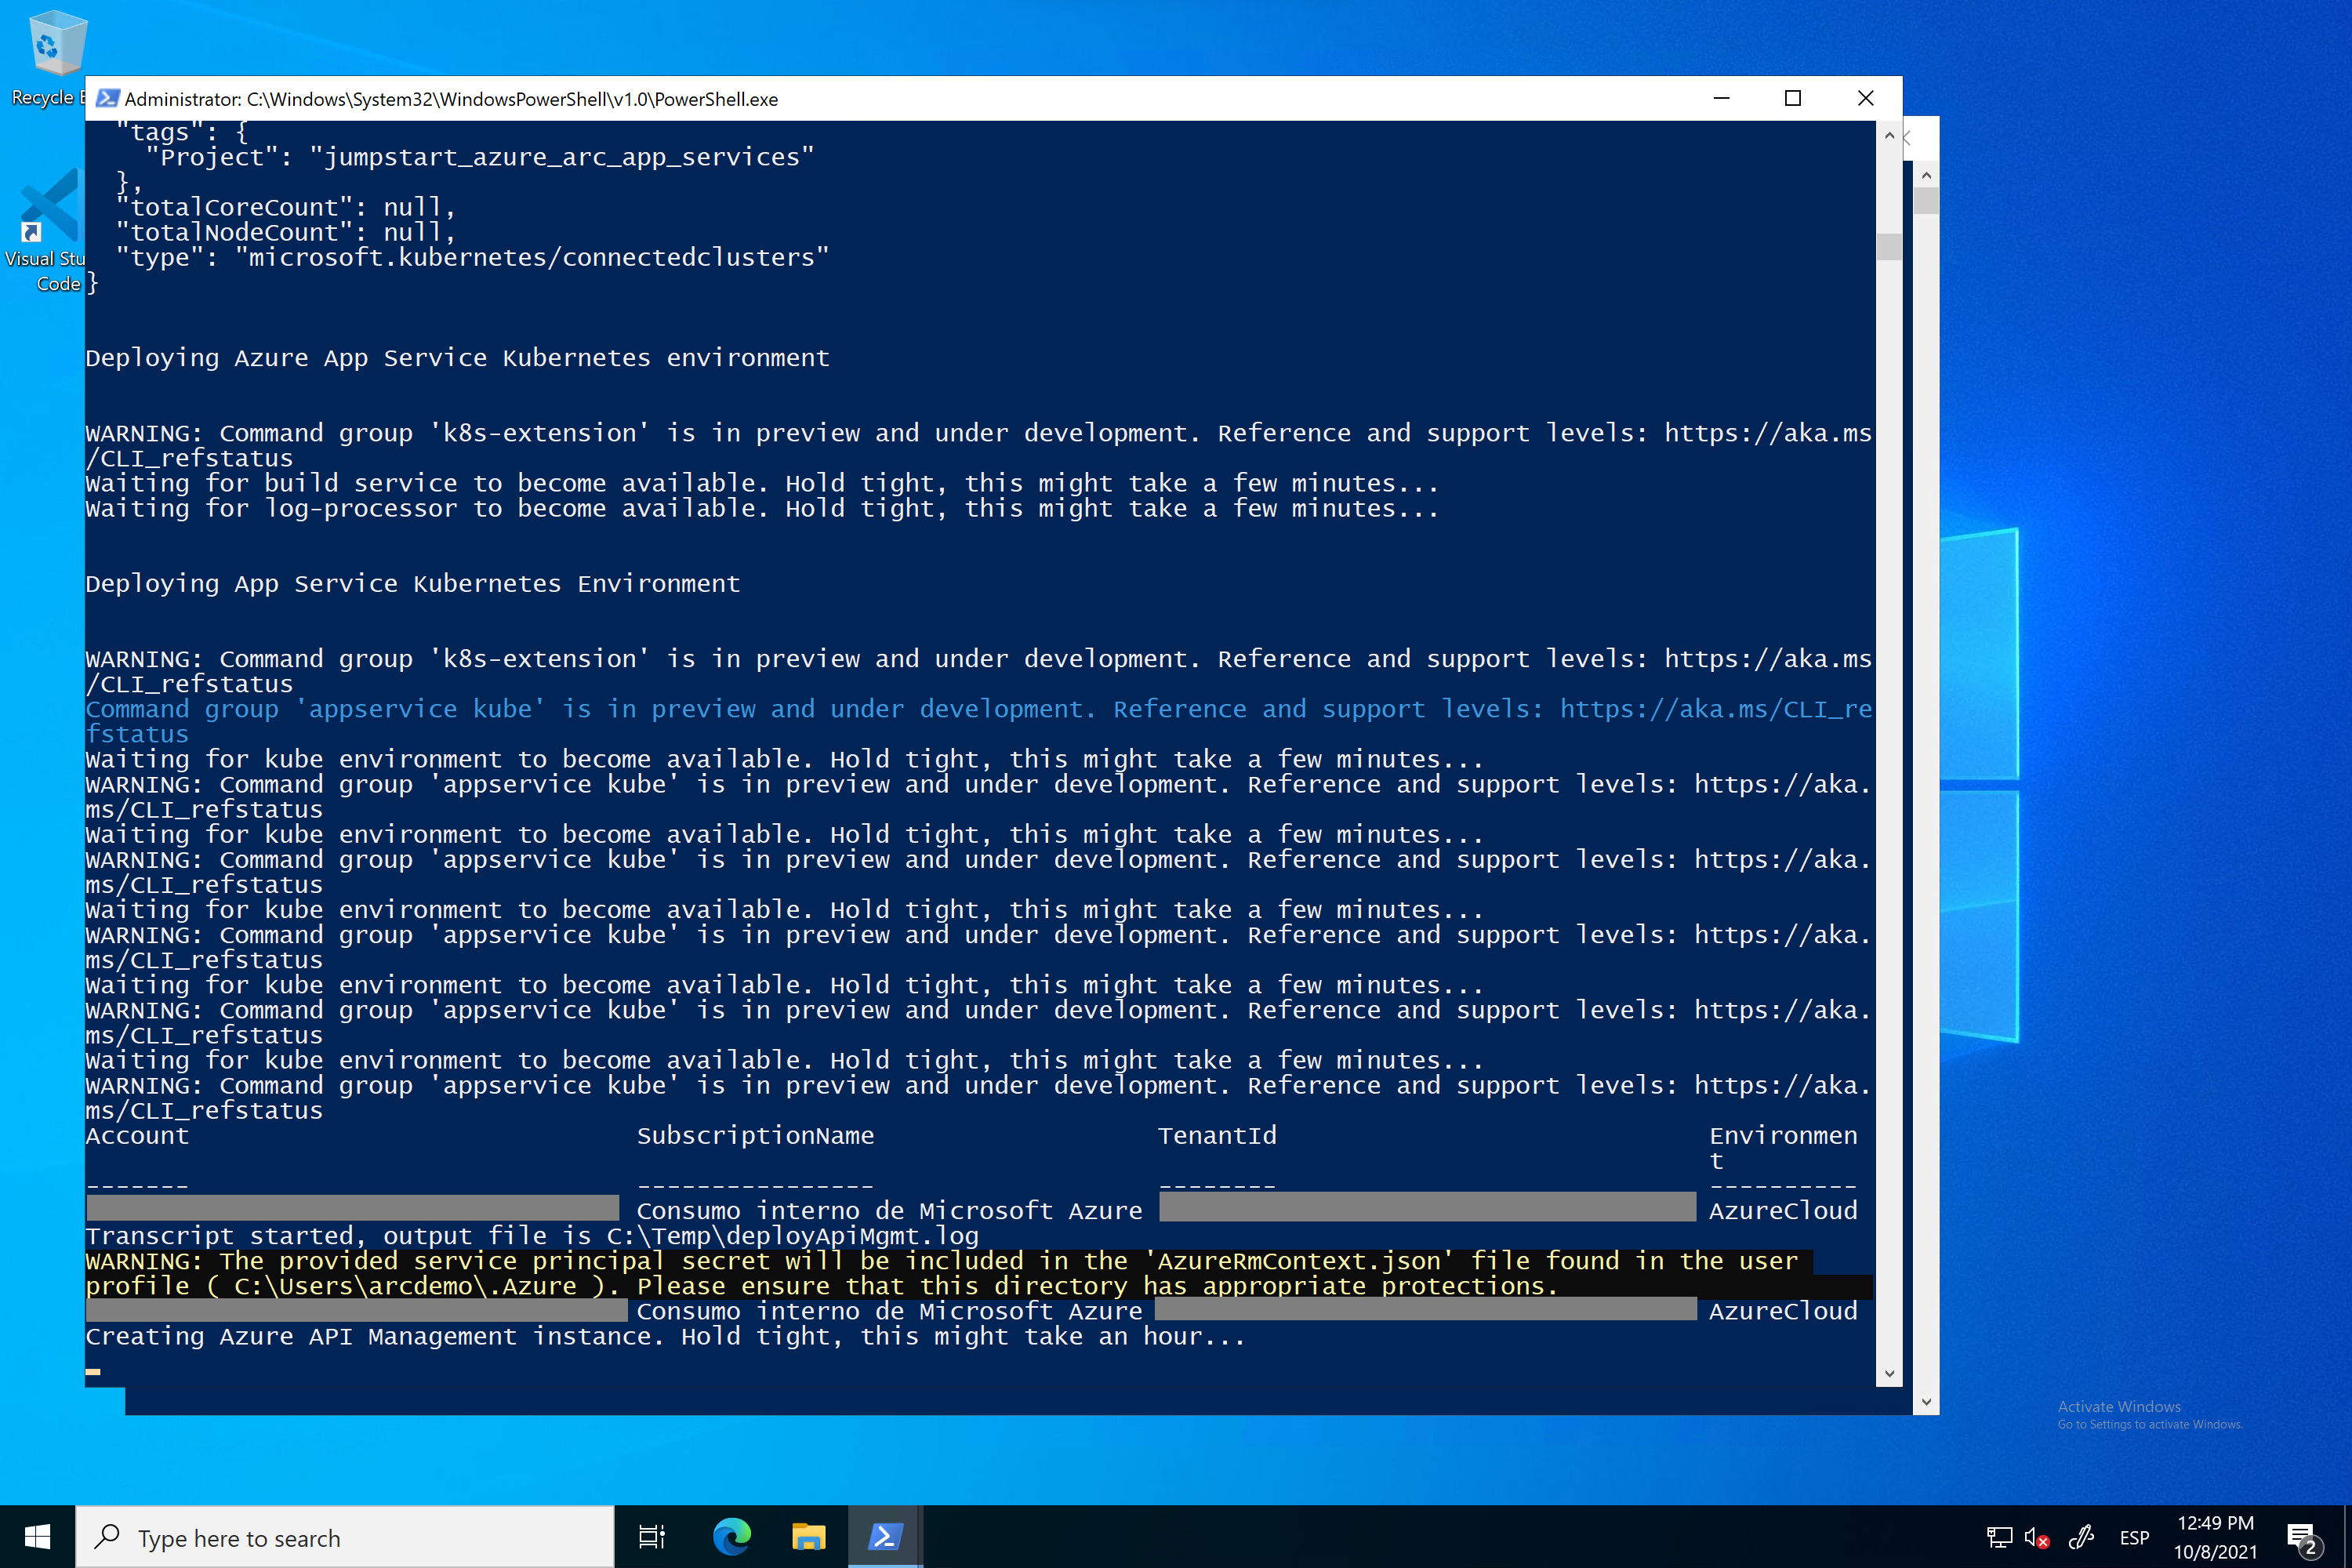 Recycle B
Administrator: C:\Windows\System32\WindowsPowerShell\v1.0\PowerShell.exe
"tags": {
"Project": "jumpstart_azure_arc_app_services"
},
"totalCoreCount": null,
"totalNodeCount": null,
"type": "microsoft.kubernetes/connectedclusters"
}
Visual Stu
Code
Deploying Azure App Service Kubernetes environment
WARNING: Command group 'k8s-extension' is in preview and under development. Reference and support levels: https://aka.ms
/CLI_refstatus
Waiting for build service to become available. Hold tight, this might take a few minutes...
Waiting for log-processor to become available. Hold tight, this might take a few minutes...
Deploying App Service Kubernetes Environment
WARNING: Command group 'k8s-extension' is in preview and under development. Reference and support levels: https://aka.ms
/CLI_refstatus
Command group 'appservice kube' is in preview and under development. Reference and support levels: https://aka.ms/CLI_re
fstatus
Waiting for kube environment to become available. Hold tight, this might take a few minutes...
WARNING: Command group 'appservice kube' is in preview and under development. Reference and support levels: https://aka.
ms/CLI_refstatus
Waiting for kube environment to become available. Hold tight, this might take a few minutes...
WARNING: Command group 'appservice kube' is in preview and under development. Reference and support levels: https://aka.
ms/CLI_refstatus
Waiting for kube environment to become available. Hold tight, this might take a few minutes...
WARNING: Command group 'appservice kube' is in preview and under development. Reference and support levels: https://aka.
ms/CLI_refstatus
Waiting for kube environment to become available. Hold tight, this might take a few minutes...
WARNING: Command group 'appservice kube' is in preview and under development. Reference and support levels: https://aka.
ms/CLI_refstatus
Waiting for kube environment to become available. Hold tight, this might take a few minutes...
WARNING: Command group 'appservice kube' is in preview and under development. Reference and support levels: https://aka.
ms/CLI_refstatus
Account SubscriptionName TenantId Environmen
t
------- ---------------- -------- ----------
Consumo interno de Microsoft Azure AzureCloud
Transcript started, output file is C:\Temp\deployApiMgmt.log
WARNING: The provided service principal secret will be included in the 'AzureRmContext.json' file found in the user
profile ( C:\Users\arcdemo\.Azure ). Please ensure that this directory has appropriate protections.
Consumo interno de Microsoft Azure AzureCloud
Creating Azure API Management instance. Hold tight, this might take an hour...
Activate Windows
Go to Settings to activate Windows.
Type here to search
ESP
12:49 PM
10/8/2021
2